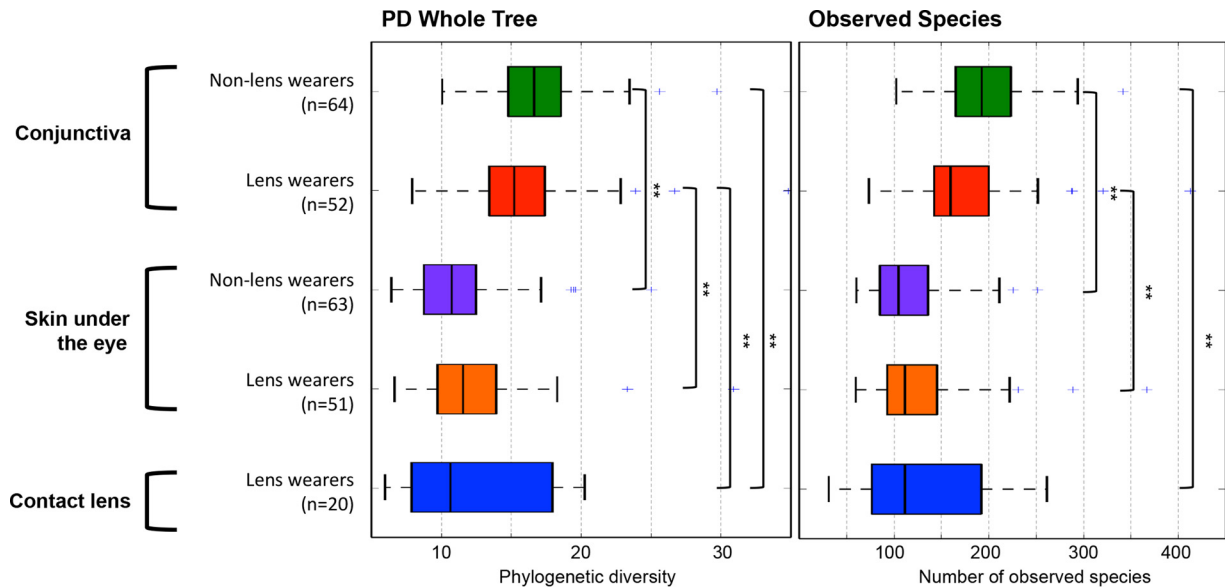 PD Whole Tree
Observed Species
Conjunctiva
Non-lens wearers
(n=64)
Lens wearers
(n=52)
Skin under
the eye
Non-lens wearers
(n=63)
Lens wearers
(n=51)
Contact lens
Lens wearers
(n=20)
**
**
**
**
**
**
**
10 20 30
Phylogenetic diversity
100 200 300 400
Number of observed species